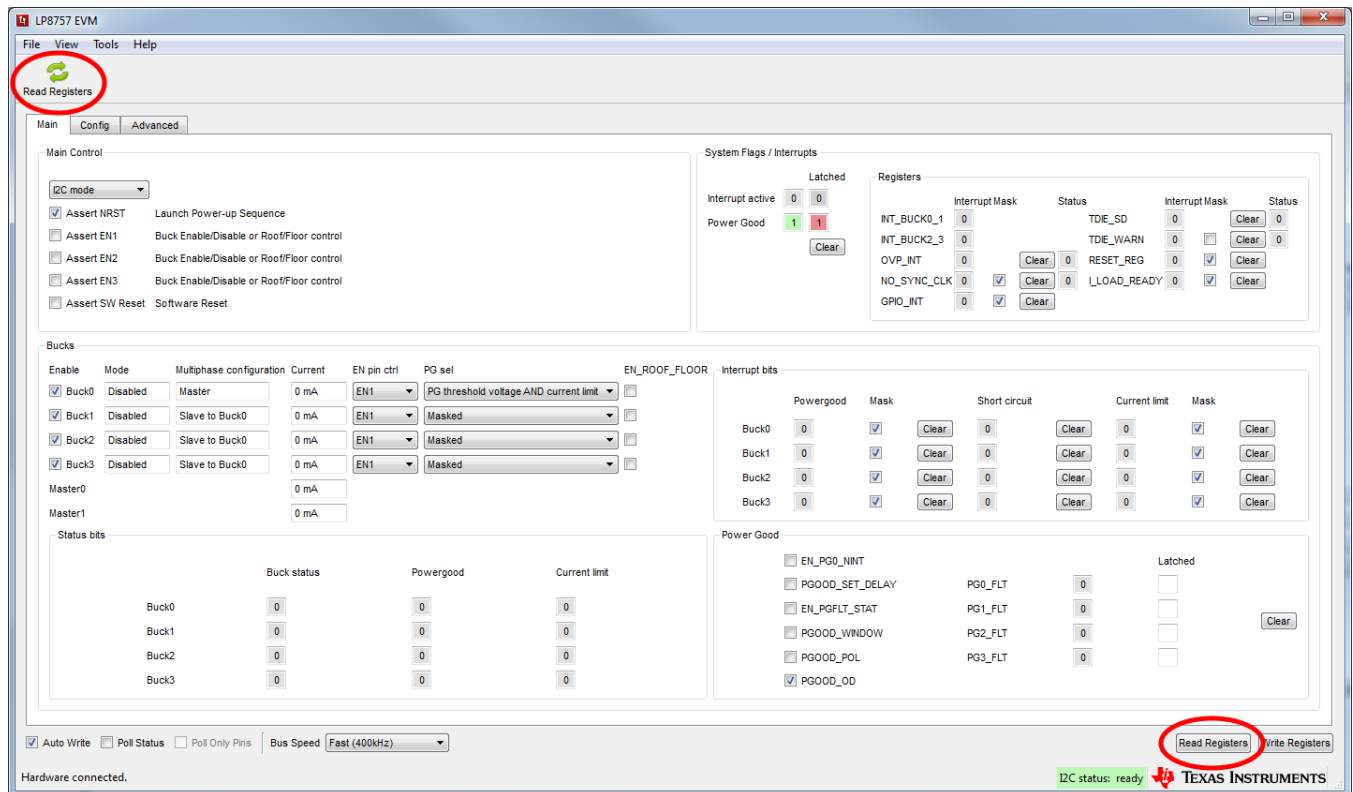 LP8757 EVM
File View Tools Help
Read Registers
Main Config Advanced
Main Control
I2C mode
Assert NRST Launch Power-up Sequence
Assert EN1 Buck Enable/Disable or Roof/Floor control
Assert EN2 Buck Enable/Disable or Roof/Floor control
Assert EN3 Buck Enable/Disable or Roof/Floor control
Assert SW Reset Software Reset
System Flags / Interrupts
Latched
Interrupt active 0 0
Power Good 1 1
Clear
Registers
Interrupt Mask Status Interrupt Mask Status
INT_BUCK0_1 0 TDIE_SD 0 Clear 0
INT_BUCK2_3 0 TDIE_WARN 0 Clear 0
OVP_INT 0 Clear 0 RESET_REG 0 Clear
NO_SYNC_CLK 0 Clear 0 I_LOAD_READY 0 Clear
GPIO_INT 0 Clear
Bucks
Enable Mode Multiphase configuration Current EN pin ctrl PG sel EN_ROOF_FLOOR
Buck0 Disabled Master 0 mA EN1 PG threshold voltage AND current limit
Buck1 Disabled Slave to Buck0 0 mA EN1 Masked
Buck2 Disabled Slave to Buck0 0 mA EN1 Masked
Buck3 Disabled Slave to Buck0 0 mA EN1 Masked
Master0 0 mA
Master1 0 mA
Interrupt bits
Powergood Mask Short circuit Current limit Mask
Buck0 0 Clear 0 Clear 0 Clear
Buck1 0 Clear 0 Clear 0 Clear
Buck2 0 Clear 0 Clear 0 Clear
Buck3 0 Clear 0 Clear 0 Clear
Status bits
Buck status Powergood Current limit
Buck0 0 0 0
Buck1 0 0 0
Buck2 0 0 0
Buck3 0 0 0
Power Good
EN_PG0_NINT Latched
PGOOD_SET_DELAY PG0_FLT 0
EN_PGFLT_STAT PG1_FLT 0
Clear
PGOOD_WINDOW PG2_FLT 0
PGOOD_POL PG3_FLT 0
PGOOD_OD
Auto Write Poll Status Poll Only Pins Bus Speed Fast (400kHz) Read Registers Write Registers
Hardware connected. I2C status: ready TEXAS INSTRUMENTS